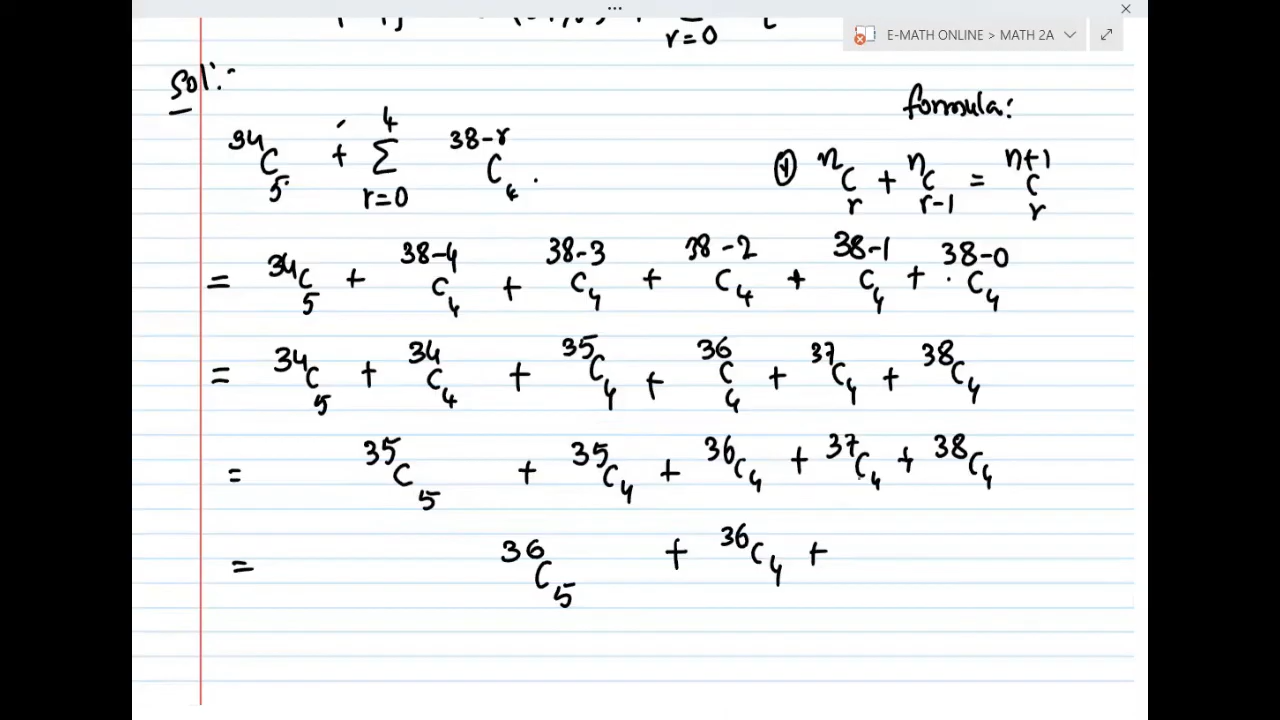 r=0
E-MATH ONLINE > MATH 2A
Sol:-
formula:
³⁴C₅ + Σ (r=0 to 4) ³⁸⁻ʳC₄.
① ⁿCᵣ + ⁿCᵣ₋₁ = ⁿ⁺¹Cᵣ
= ³⁴C₅ + ³⁸⁻⁴C₄ + ³⁸⁻³C₄ + ³⁸⁻²C₄ + ³⁸⁻¹C₄ + ³⁸⁻⁰C₄
= ³⁴C₅ + ³⁴C₄ + ³⁵C₄ + ³⁶C₄ + ³⁷C₄ + ³⁸C₄
= ³⁵C₅ + ³⁵C₄ + ³⁶C₄ + ³⁷C₄ + ³⁸C₄
= ³⁶C₅ + ³⁶C₄ +